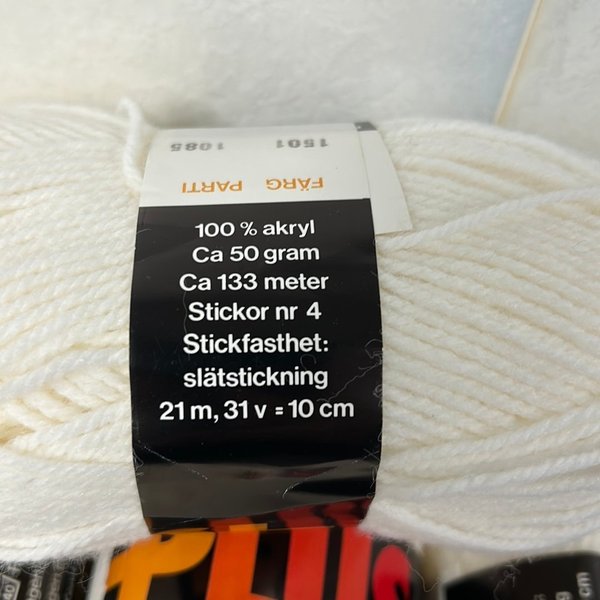 1501 1085
FÄRG PARTI
100 % akryl
Ca 50 gram
Ca 133 meter
Stickor nr 4
Stickfasthet:
slätstickning
21 m, 31 v = 10 cm
cm